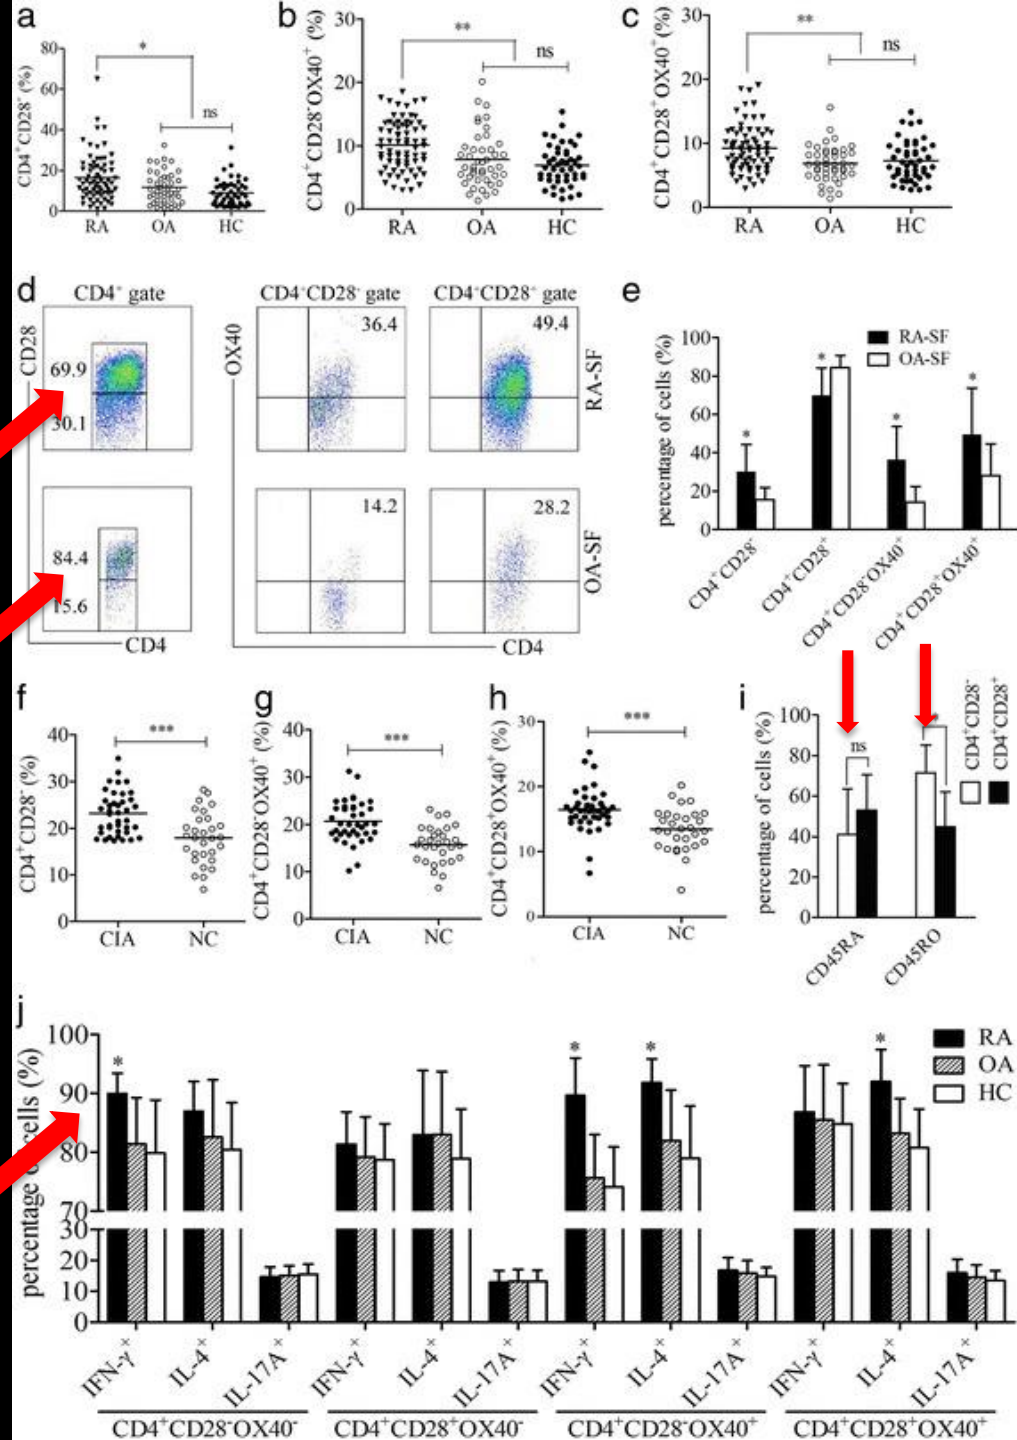 a
CD4+CD28- (%)
80
60
40
20
0
*
ns
RA OA HC
b
CD4+CD28-OX40+ (%)
30
20
10
0
**
ns
RA OA HC
c
CD4+CD28+OX40+ (%)
30
20
10
0
**
ns
RA OA HC
d
CD4+ gate
CD4+CD28- gate
CD4+CD28+ gate
CD28
OX40
69.9
30.1
36.4
49.4
RA-SF
84.4
15.6
14.2
28.2
OA-SF
CD4
CD4
e
percentage of cells (%)
100
80
60
40
20
0
RA-SF
OA-SF
* * * *
CD4+CD28-
CD4+CD28+
CD4+CD28-OX40+
CD4+CD28+OX40+
f
CD4+CD28- (%)
40
30
20
10
0
***
CIA NC
g
CD4+CD28-OX40+ (%)
40
30
20
10
0
***
CIA NC
h
CD4+CD28+OX40+ (%)
30
20
10
0
***
CIA NC
i
percentage of cells (%)
100
80
60
40
20
0
ns
*
CD4+CD28-
CD4+CD28+
CD45RA
CD45RO
j
percentage of cells (%)
100
90
80
70
30
20
10
0
* * * *
RA
OA
HC
IFN-γ+ IL-4+ IL-17A+ IFN-γ+ IL-4+ IL-17A+ IFN-γ+ IL-4+ IL-17A+ IFN-γ+ IL-4+ IL-17A+
CD4+CD28-OX40- CD4+CD28+OX40- CD4+CD28-OX40+ CD4+CD28+OX40+